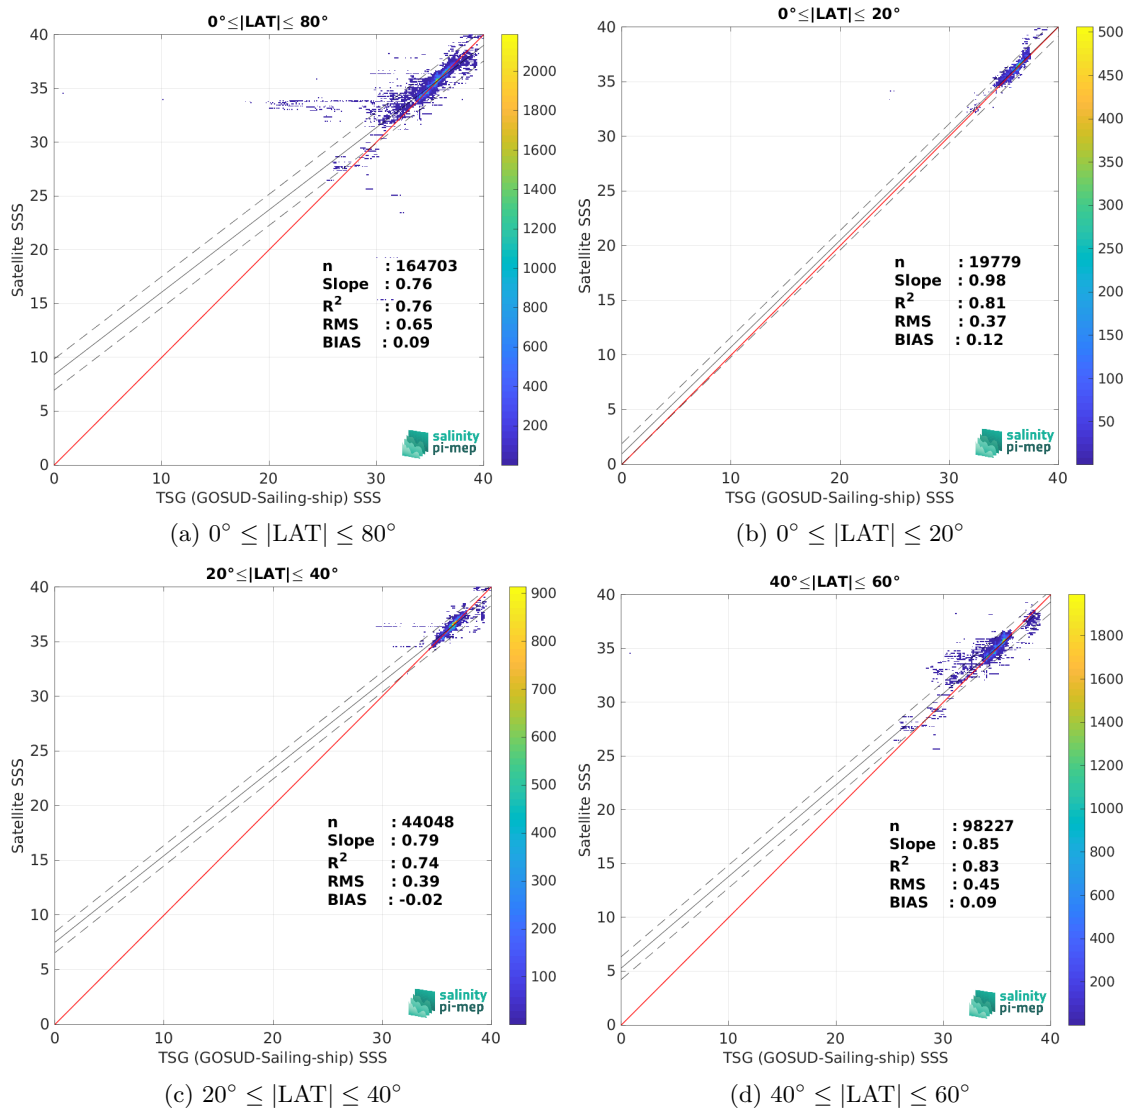 0°≤|LAT|≤ 80°
40
35
30
25
20
15
10
5
0
0
10
20
30
40
Satellite SSS
TSG (GOSUD-Sailing-ship) SSS
n : 164703
Slope : 0.76
R² : 0.76
RMS : 0.65
BIAS : 0.09
salinity
pi-mep
2000
1800
1600
1400
1200
1000
800
600
400
200
(a) 0° ≤ |LAT| ≤ 80°
0°≤|LAT|≤ 20°
40
35
30
25
20
15
10
5
0
0
10
20
30
40
Satellite SSS
TSG (GOSUD-Sailing-ship) SSS
n : 19779
Slope : 0.98
R² : 0.81
RMS : 0.37
BIAS : 0.12
salinity
pi-mep
500
450
400
350
300
250
200
150
100
50
(b) 0° ≤ |LAT| ≤ 20°
20°≤|LAT|≤ 40°
40
35
30
25
20
15
10
5
0
0
10
20
30
40
Satellite SSS
TSG (GOSUD-Sailing-ship) SSS
n : 44048
Slope : 0.79
R² : 0.74
RMS : 0.39
BIAS : -0.02
salinity
pi-mep
900
800
700
600
500
400
300
200
100
(c) 20° ≤ |LAT| ≤ 40°
40°≤|LAT|≤ 60°
40
35
30
25
20
15
10
5
0
0
10
20
30
40
Satellite SSS
TSG (GOSUD-Sailing-ship) SSS
n : 98227
Slope : 0.85
R² : 0.83
RMS : 0.45
BIAS : 0.09
salinity
pi-mep
1800
1600
1400
1200
1000
800
600
400
200
(d) 40° ≤ |LAT| ≤ 60°